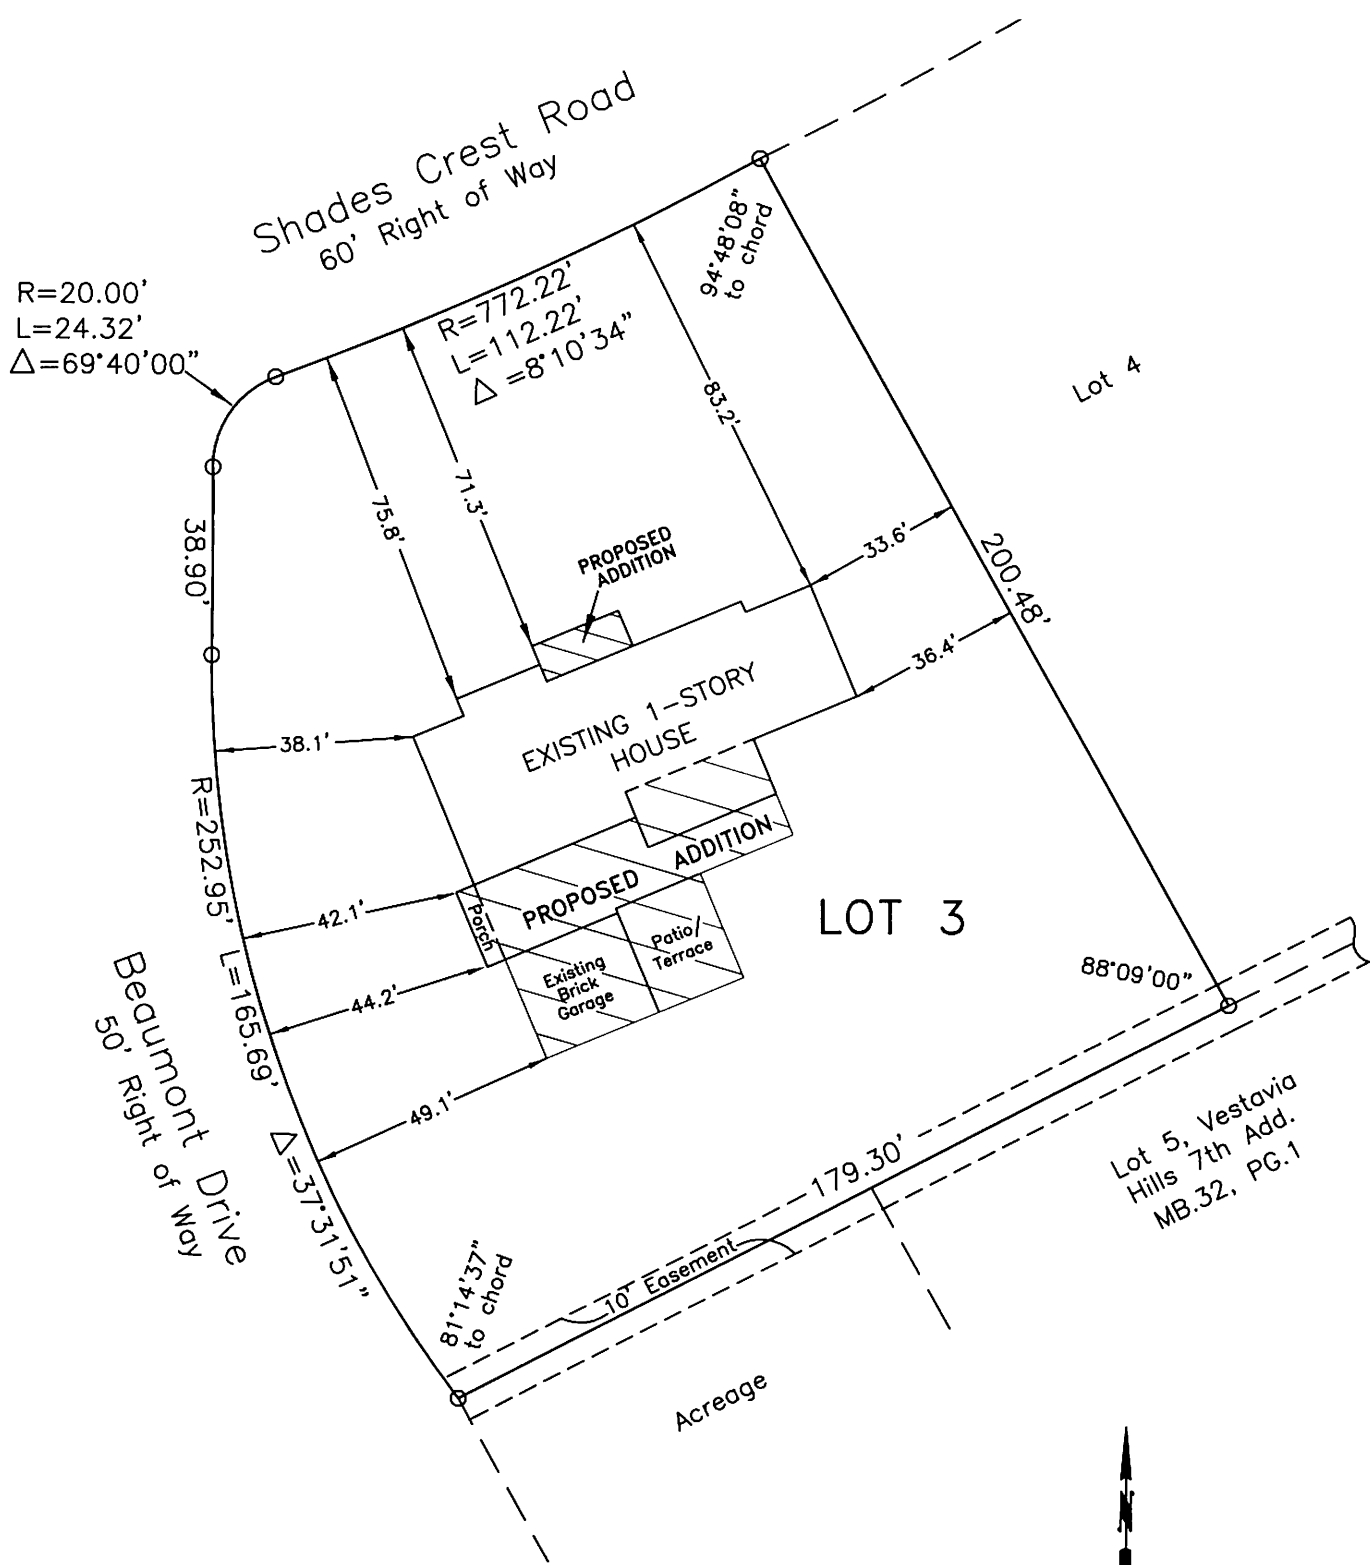 Shades Crest Road
60' Right of Way
R=20.00'
L=24.32'
Δ=69°40'00"
R=772.22'
L=112.22'
Δ =8°10'34"
94°48'08"
to chord
Lot 4
83.2'
71.3'
75.8'
38.90'
PROPOSED
ADDITION
33.6'
200.48'
36.4'
38.1'
EXISTING 1-STORY
HOUSE
R=252.95' L=165.69' Δ=37°31'51"
42.1'
Porch
PROPOSED ADDITION
LOT 3
Patio/
Terrace
Existing
Brick
Garage
44.2'
88°09'00"
Beaumont Drive
50' Right of Way
49.1'
179.30'
Lot 5, Vestavia
Hills 7th Add.
MB.32, PG.1
81°14'37"
to chord
10' Easement
Acreage
N